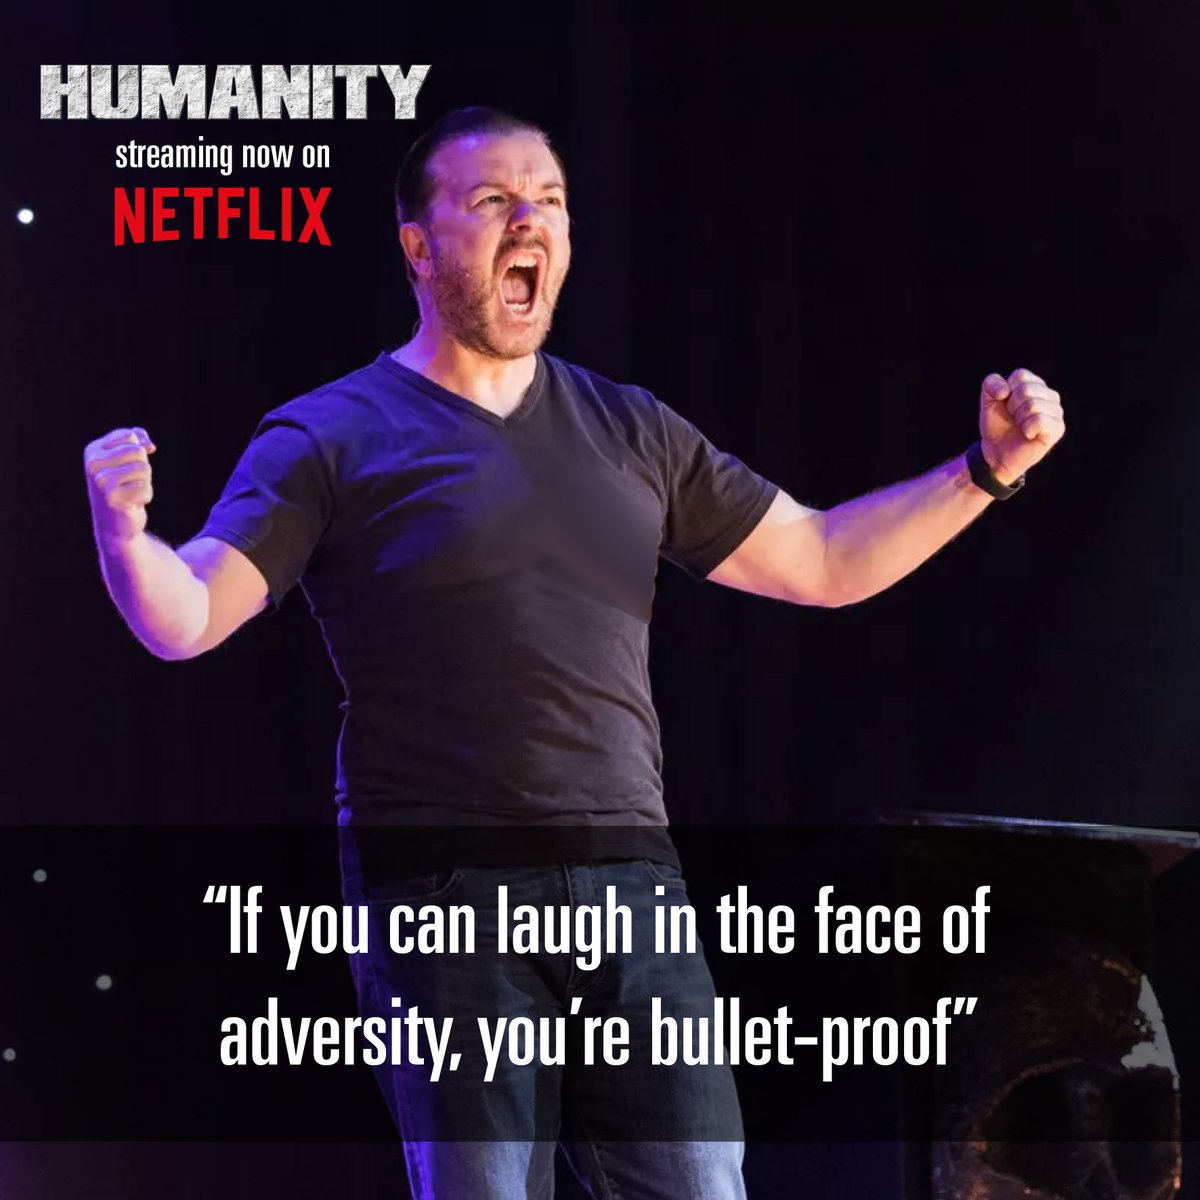 HUMANITY
streaming now on
NETFLIX
“If you can laugh in the face of
adversity, you’re bullet-proof”